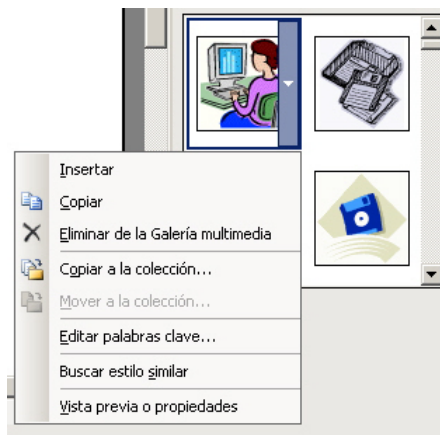 Insertar
Copiar
Eliminar de la Galería multimedia
Copiar a la colección...
Mover a la colección...
Editar palabras clave...
Buscar estilo similar
Vista previa o propiedades